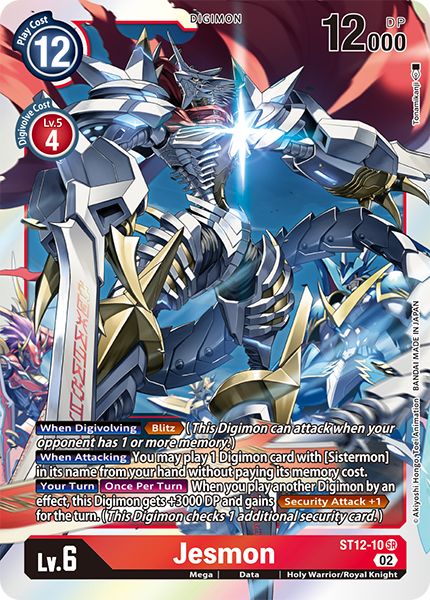 Play Cost
12
DIGIMON
12000
DP
Digivolve Cost
Lv.5
4
Tonamikanji
When Digivolving Blitz (This Digimon can attack when your
opponent has 1 or more memory.)
When Attacking You may play 1 Digimon card with [Sistermon]
in its name from your hand without paying its memory cost.
Your Turn Once Per Turn When you play another Digimon by an
effect, this Digimon gets +3000 DP and gains Security Attack +1
for the turn. (This Digimon checks 1 additional security card.)
©Akiyoshi Hongo, Toei Animation BANDAI MADE IN JAPAN
Lv.6
Jesmon
ST12-10 SR
02
Mega | Data | Holy Warrior/Royal Knight